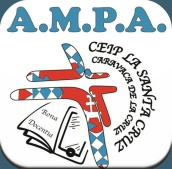 A.M.P.A.
CEIP LA SANTA CRUZ
CARAVACA DE LA CRUZ
Bona
Docentia